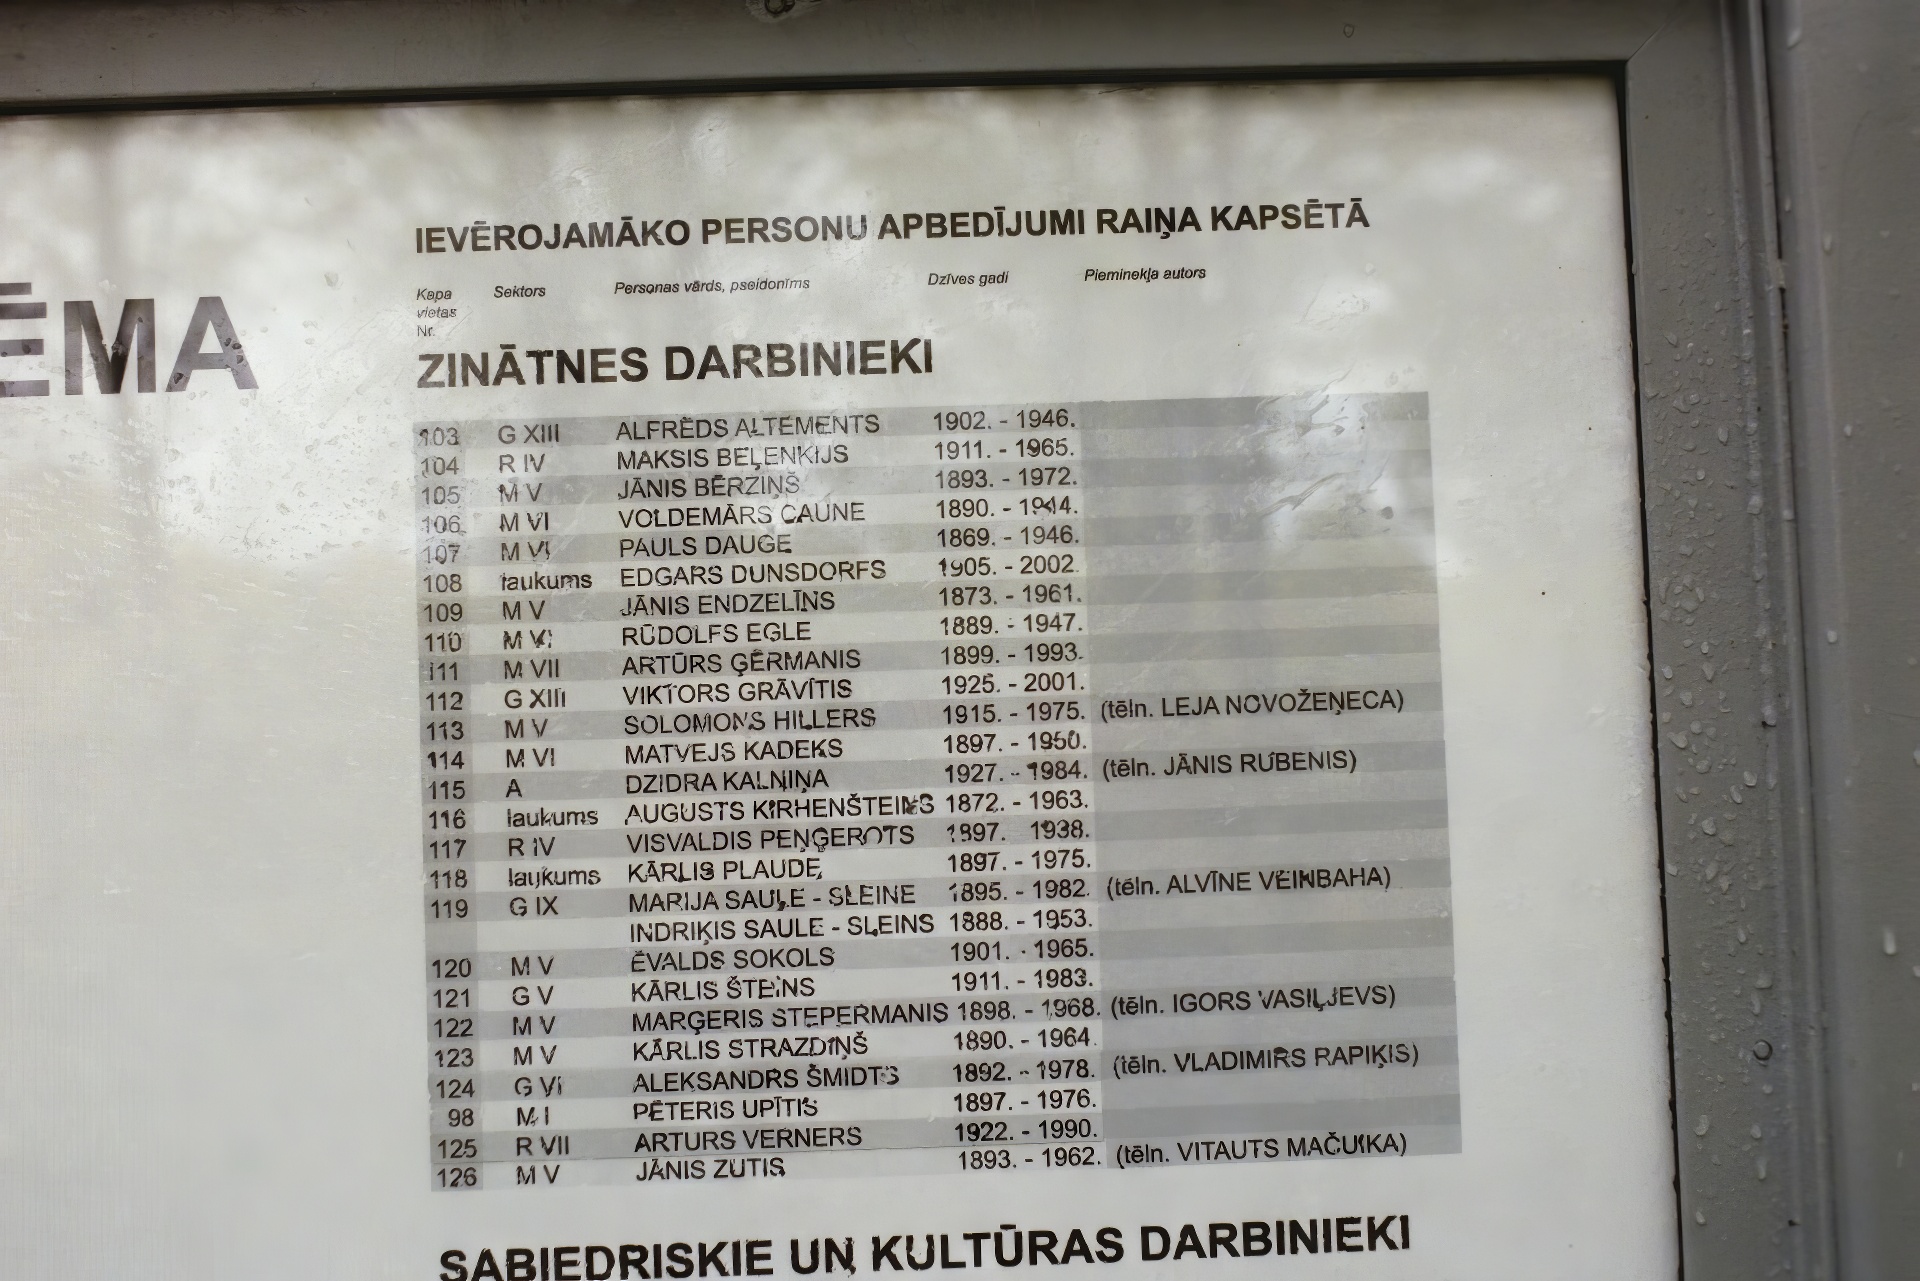 ĒMA
IEVĒROJAMĀKO PERSONU APBEDĪJUMI RAIŅA KAPSĒTĀ
Kapa vietas Nr. Sektors Personas vārds, pseidonīms Dzīves gadi Pieminekļa autors
ZINĀTNES DARBINIEKI
103 G XIII ALFRĒDS ALTEMENTS 1902. - 1946.
104 R IV MAKSIS BEĻENKIJS 1911. - 1965.
105 M V JĀNIS BĒRZIŅŠ 1893. - 1972.
106 M VI VOLDEMĀRS CAUNE 1890. - 1944.
107 M VI PAULS DAUGE 1869. - 1946.
108 laukums EDGARS DUNSDORFS 1905. - 2002.
109 M V JĀNIS ENDZELĪNS 1873. - 1961.
110 M VI RŪDOLFS EGLE 1889. - 1947.
111 M VII ARTŪRS ĢĒRMANIS 1899. - 1993.
112 G XIII VIKTORS GRĀVĪTIS 1925. - 2001.
113 M V SOLOMONS HILLERS 1915. - 1975. (tēln. LEJA NOVOŽEŅECA)
114 M VI MATVEJS KADEKS 1897. - 1950.
115 A DZIDRA KALNIŅA 1927. - 1984. (tēln. JĀNIS RUBENIS)
116 laukums AUGUSTS KIRHENŠTEINS 1872. - 1963.
117 R IV VISVALDIS PEŅĢEROTS 1897. 1938.
118 laukums KĀRLIS PLAUDE 1897. - 1975.
119 G IX MARIJA SAULE - SLEINE 1895. - 1982. (tēln. ALVĪNE VEINBAHA)
INDRIĶIS SAULE - SLEINS 1888. - 1953.
120 M V ĒVALDS SOKOLS 1901. - 1965.
121 G V KĀRLIS ŠTEINS 1911. - 1983.
122 M V MARĢERIS STEPERMANIS 1898. - 1968. (tēln. IGORS VASIĻJEVS)
123 M V KĀRLIS STRAZDIŅŠ 1890. - 1964.
124 G VI ALEKSANDRS ŠMIDTS 1892. - 1978. (tēln. VLADIMIRS RAPIĶIS)
98 M I PĒTERIS UPĪTIS 1897. - 1976.
125 R VII ARTURS VERNERS 1922. - 1990.
126 M V JĀNIS ZUTIS 1893. - 1962. (tēln. VITAUTS MAČUIKA)
SABIEDRISKIE UN KULTŪRAS DARBINIEKI